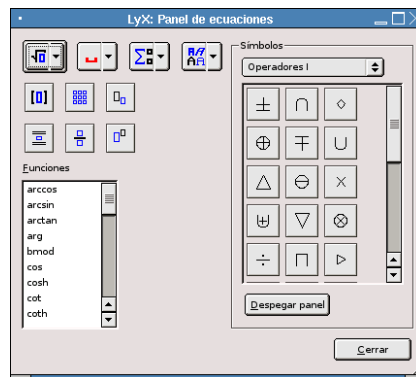 LyX: Panel de ecuaciones
Símbolos
Operadores I
Funciones
arccos
arcsin
arctan
arg
bmod
cos
cosh
cot
coth
Despegar panel
Cerrar